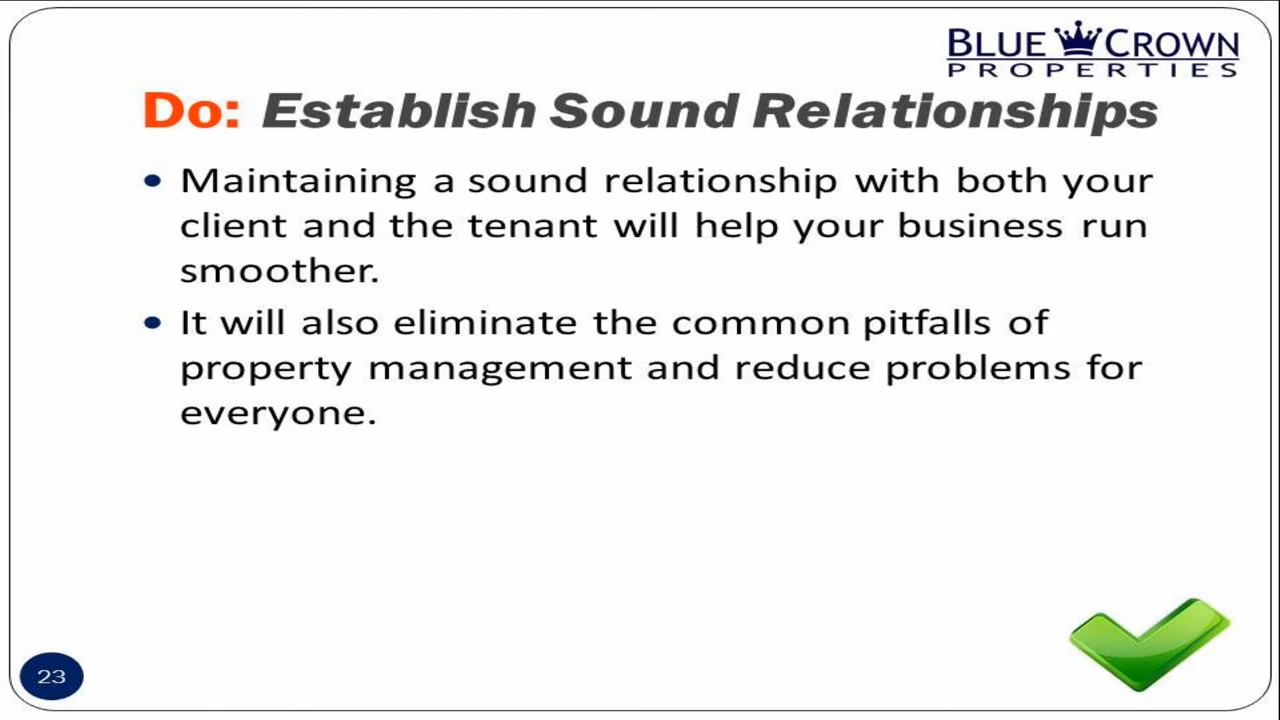 BLUE CROWN
PROPERTIES
Do: Establish Sound Relationships
• Maintaining a sound relationship with both your
client and the tenant will help your business run
smoother.
• It will also eliminate the common pitfalls of
property management and reduce problems for
everyone.
23